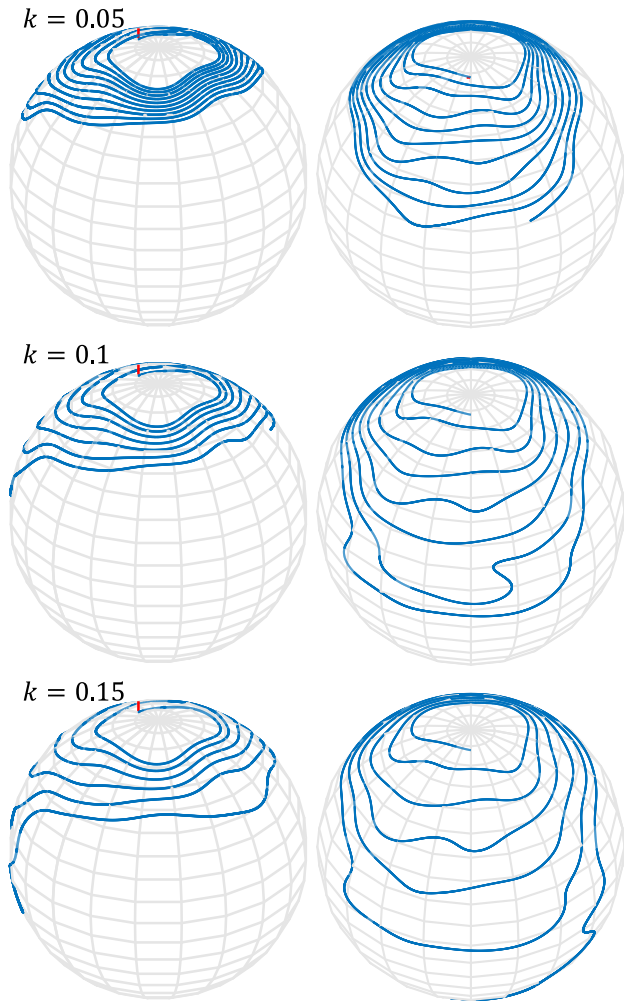 k = 0.05
k = 0.1
k = 0.15